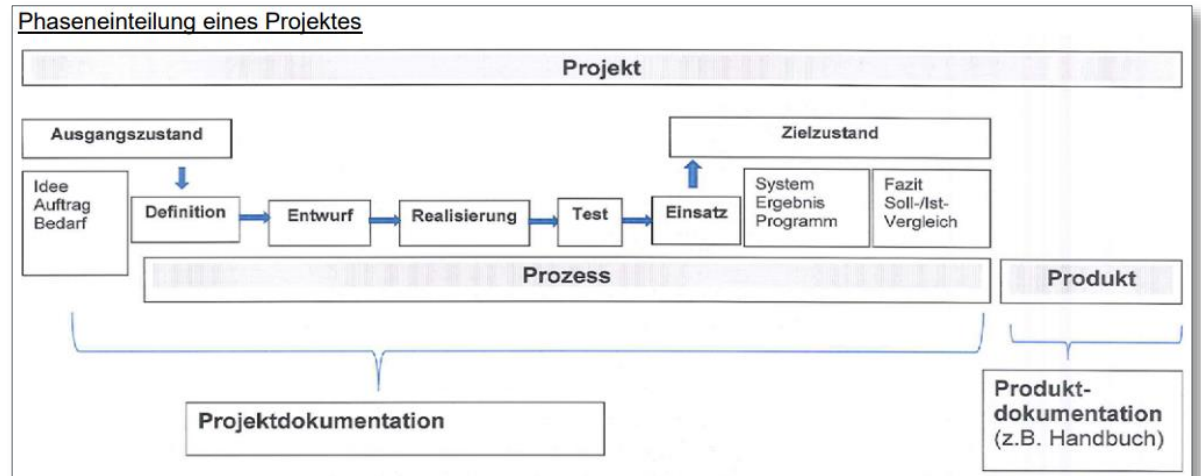 Phaseneinteilung eines Projektes
Projekt
Ausgangszustand
Zielzustand
Idee
Auftrag
Bedarf
Definition
Entwurf
Realisierung
Test
Einsatz
System
Ergebnis
Programm
Fazit
Soll-/Ist-
Vergleich
Prozess
Produkt
Projektdokumentation
Produkt-
dokumentation
(z.B. Handbuch)